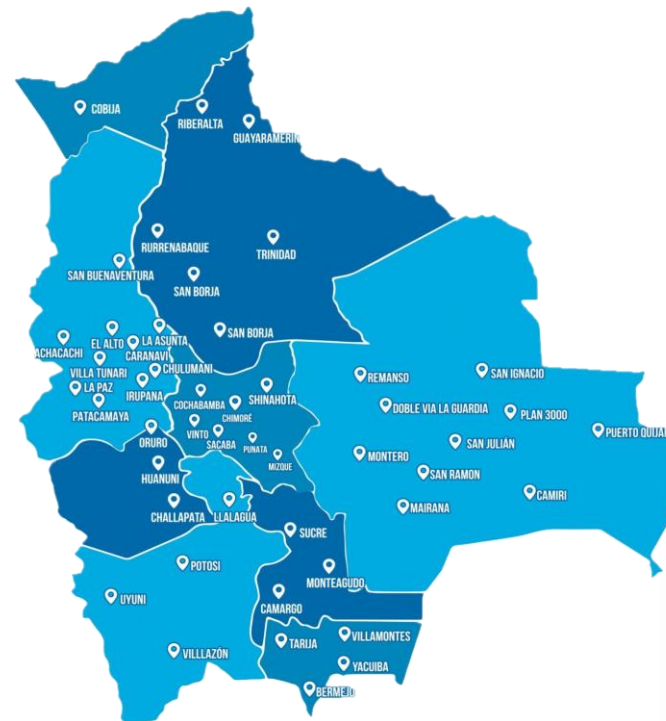 COBIJA
RIBERALTA
GUAYARAMERIN
RURRENABAQUE
TRINIDAD
SAN BUENAVENTURA
SAN BORJA
SAN BORJA
ACHACACHI
EL ALTO
LA ASUNTA
CARANAVI
VILLA TUNARI
CHULUMANI
LA PAZ
IRUPANA
PATACAMAYA
COCHABAMBA
SHINAHOTA
CHIMORÉ
VINTO
SACABA
PUNATA
MIZQUE
REMANSO
SAN IGNACIO
DOBLE VIA LA GUARDIA
PLAN 3000
PUERTO QUIJA
SAN JULIÁN
MONTERO
SAN RAMON
CAMIRI
MAIRANA
ORURO
HUANUNI
CHALLAPATA
LLALAGUA
SUCRE
POTOSI
MONTEAGUDO
UYUNI
CAMARGO
VILLLAZÓN
TARIJA
VILLAMONTES
YACUIBA
BERMEJO